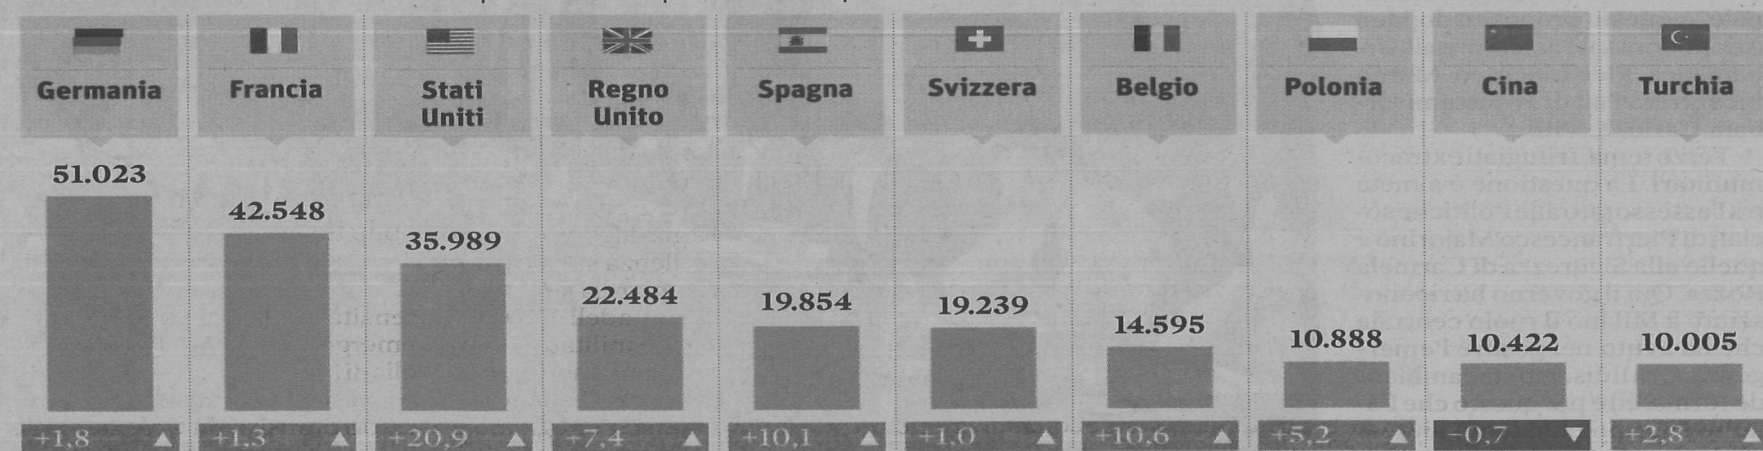 Germania
Francia
Stati
Uniti
Regno
Unito
Spagna
Svizzera
Belgio
Polonia
Cina
Turchia
51.023
42.548
35.989
22.484
19.854
19.239
14.595
10.888
10.422
10.005
+1,8 ▲
+1,3 ▲
+20,9 ▲
+7,4 ▲
+10,1 ▲
+1,0 ▲
+10,6 ▲
+5,2 ▲
−0,7 ▼
+2,8 ▲